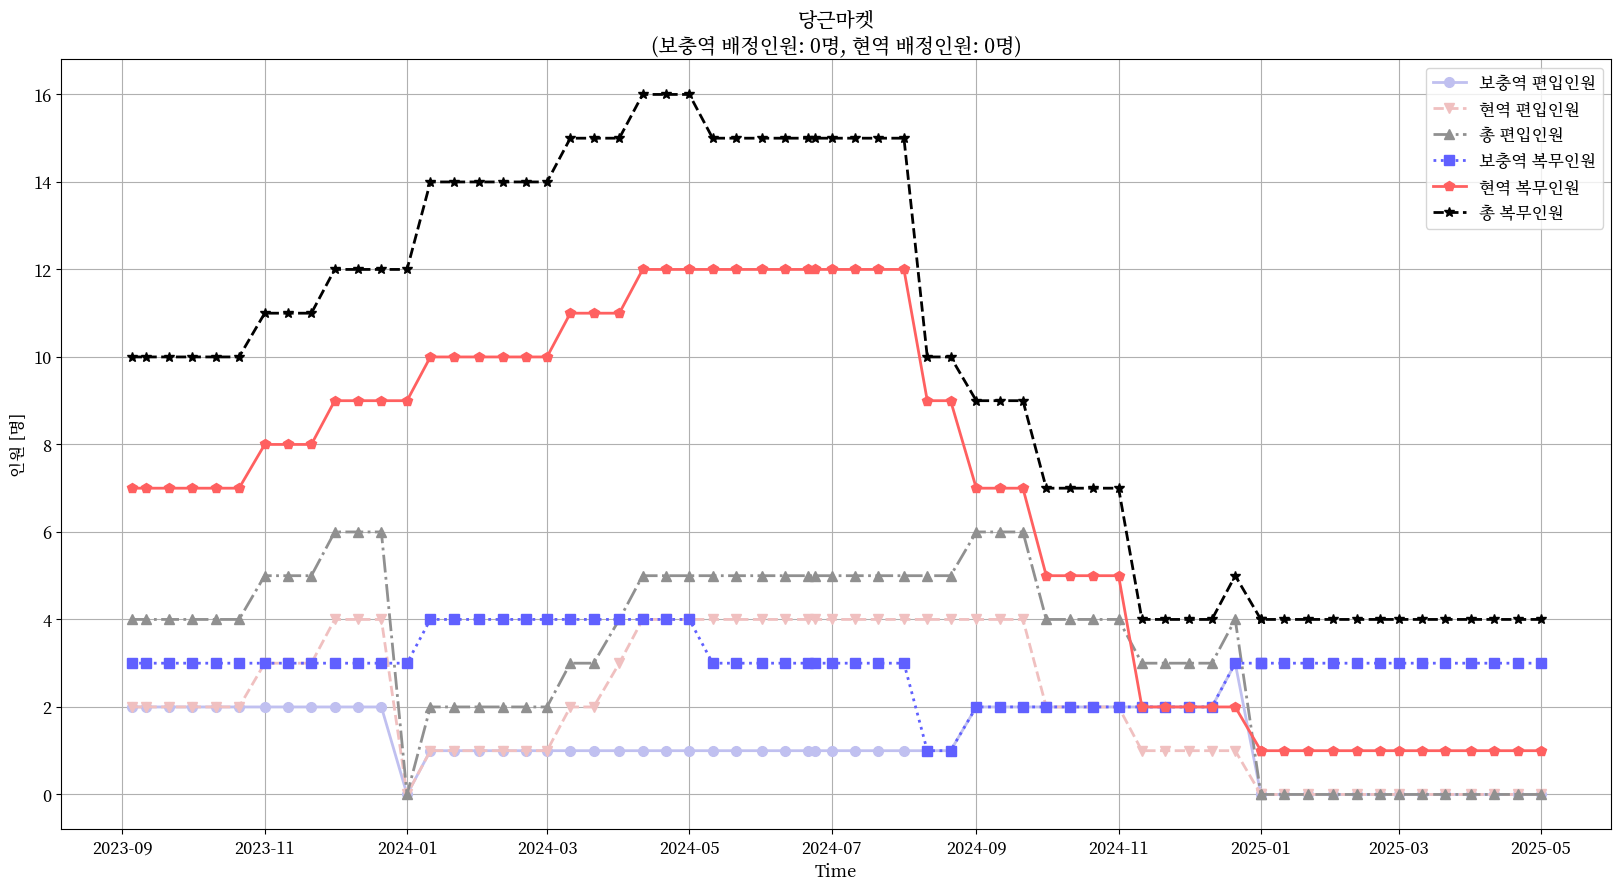 당근마켓
(보충역 배정인원: 0명, 현역 배정인원: 0명)
보충역 편입인원
현역 편입인원
총 편입인원
보충역 복무인원
현역 복무인원
총 복무인원
인원 [명]
16
14
12
10
8
6
4
2
0
2023-09 2023-11 2024-01 2024-03 2024-05 2024-07 2024-09 2024-11 2025-01 2025-03 2025-05
Time